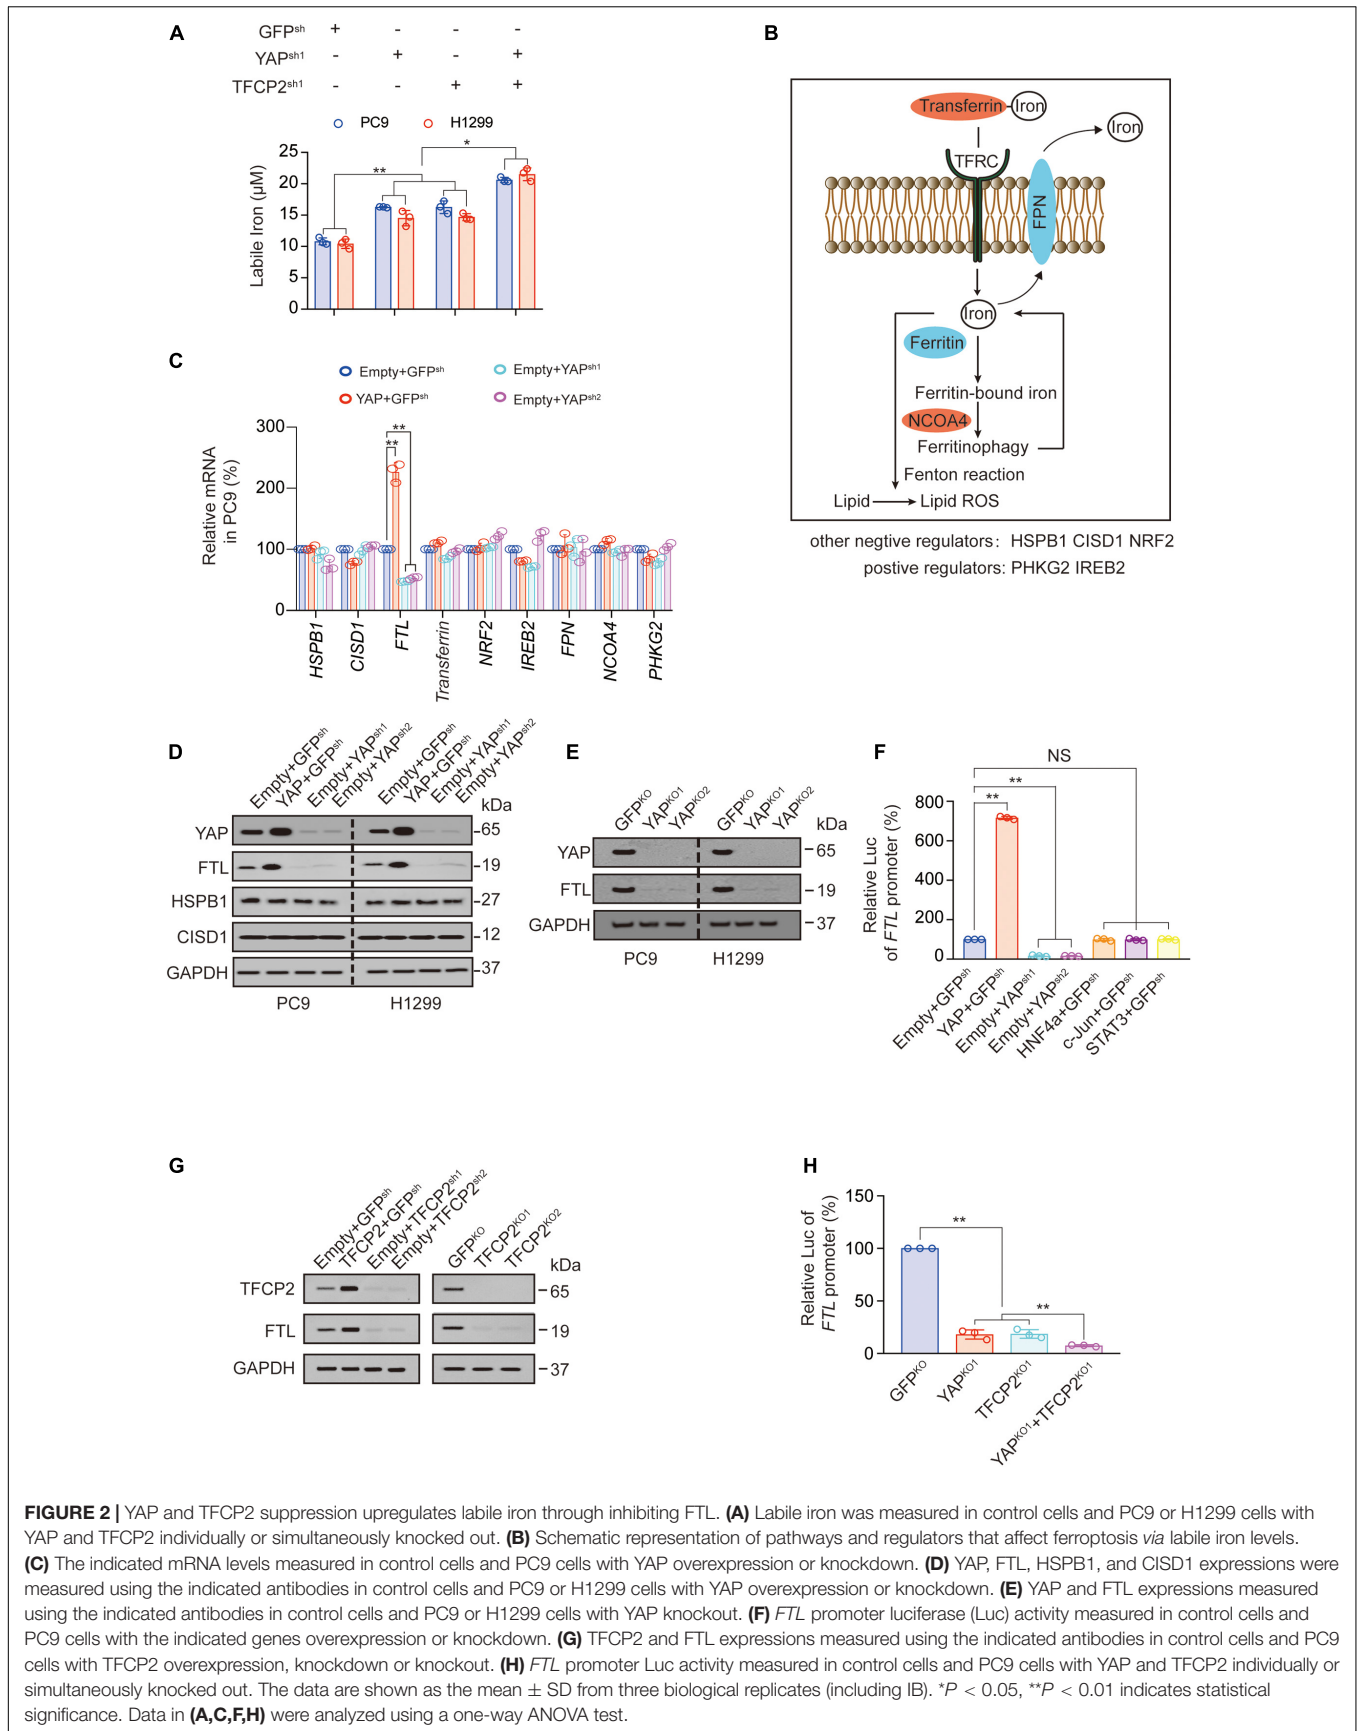 A
GFPsh + - - -
YAPsh1 - + - +
TFCP2sh1 - - + +
PC9 H1299
Labile Iron (µM)
25
20
15
10
5
0
**
*
B
Transferrin Iron
Iron
TFRC
FPN
Iron
Ferritin
Ferritin-bound iron
NCOA4
Ferritinophagy
Fenton reaction
Lipid Lipid ROS
other negtive regulators: HSPB1 CISD1 NRF2
postive regulators: PHKG2 IREB2
C
Empty+GFPsh Empty+YAPsh1
YAP+GFPsh Empty+YAPsh2
Relative mRNA
in PC9 (%)
300
200
100
0
**
**
HSPB1 CISD1 FTL Transferrin NRF2 IREB2 FPN NCOA4 PHKG2
D
Empty+GFPsh YAP+GFPsh Empty+YAPsh1 Empty+YAPsh2 Empty+GFPsh YAP+GFPsh Empty+YAPsh1 Empty+YAPsh2
kDa
YAP -65
FTL -19
HSPB1 -27
CISD1 -12
GAPDH -37
PC9 H1299
E
GFPKO YAPKO1 YAPKO2 GFPKO YAPKO1 YAPKO2
kDa
YAP -65
FTL -19
GAPDH -37
PC9 H1299
F
Relative Luc
of FTL promoter (%)
800
600
400
200
0
NS
**
**
Empty+GFPsh YAP+GFPsh Empty+YAPsh1 Empty+YAPsh2 HNF4a+GFPsh c-Jun+GFPsh STAT3+GFPsh
G
Empty+GFPsh TFCP2+GFPsh Empty+TFCP2sh1 Empty+TFCP2sh2 GFPKO TFCP2KO1 TFCP2KO2
kDa
TFCP2 -65
FTL -19
GAPDH -37
H
Relative Luc of
FTL promoter (%)
150
100
50
0
**
**
GFPKO YAPKO1 TFCP2KO1 YAPKO1+TFCP2KO1
FIGURE 2 | YAP and TFCP2 suppression upregulates labile iron through inhibiting FTL. (A) Labile iron was measured in control cells and PC9 or H1299 cells with
YAP and TFCP2 individually or simultaneously knocked out. (B) Schematic representation of pathways and regulators that affect ferroptosis via labile iron levels.
(C) The indicated mRNA levels measured in control cells and PC9 cells with YAP overexpression or knockdown. (D) YAP, FTL, HSPB1, and CISD1 expressions were
measured using the indicated antibodies in control cells and PC9 or H1299 cells with YAP overexpression or knockdown. (E) YAP and FTL expressions measured
using the indicated antibodies in control cells and PC9 or H1299 cells with YAP knockout. (F) FTL promoter luciferase (Luc) activity measured in control cells and
PC9 cells with the indicated genes overexpression or knockdown. (G) TFCP2 and FTL expressions measured using the indicated antibodies in control cells and PC9
cells with TFCP2 overexpression, knockdown or knockout. (H) FTL promoter Luc activity measured in control cells and PC9 cells with YAP and TFCP2 individually or
simultaneously knocked out. The data are shown as the mean ± SD from three biological replicates (including IB). *P < 0.05, **P < 0.01 indicates statistical
significance. Data in (A,C,F,H) were analyzed using a one-way ANOVA test.